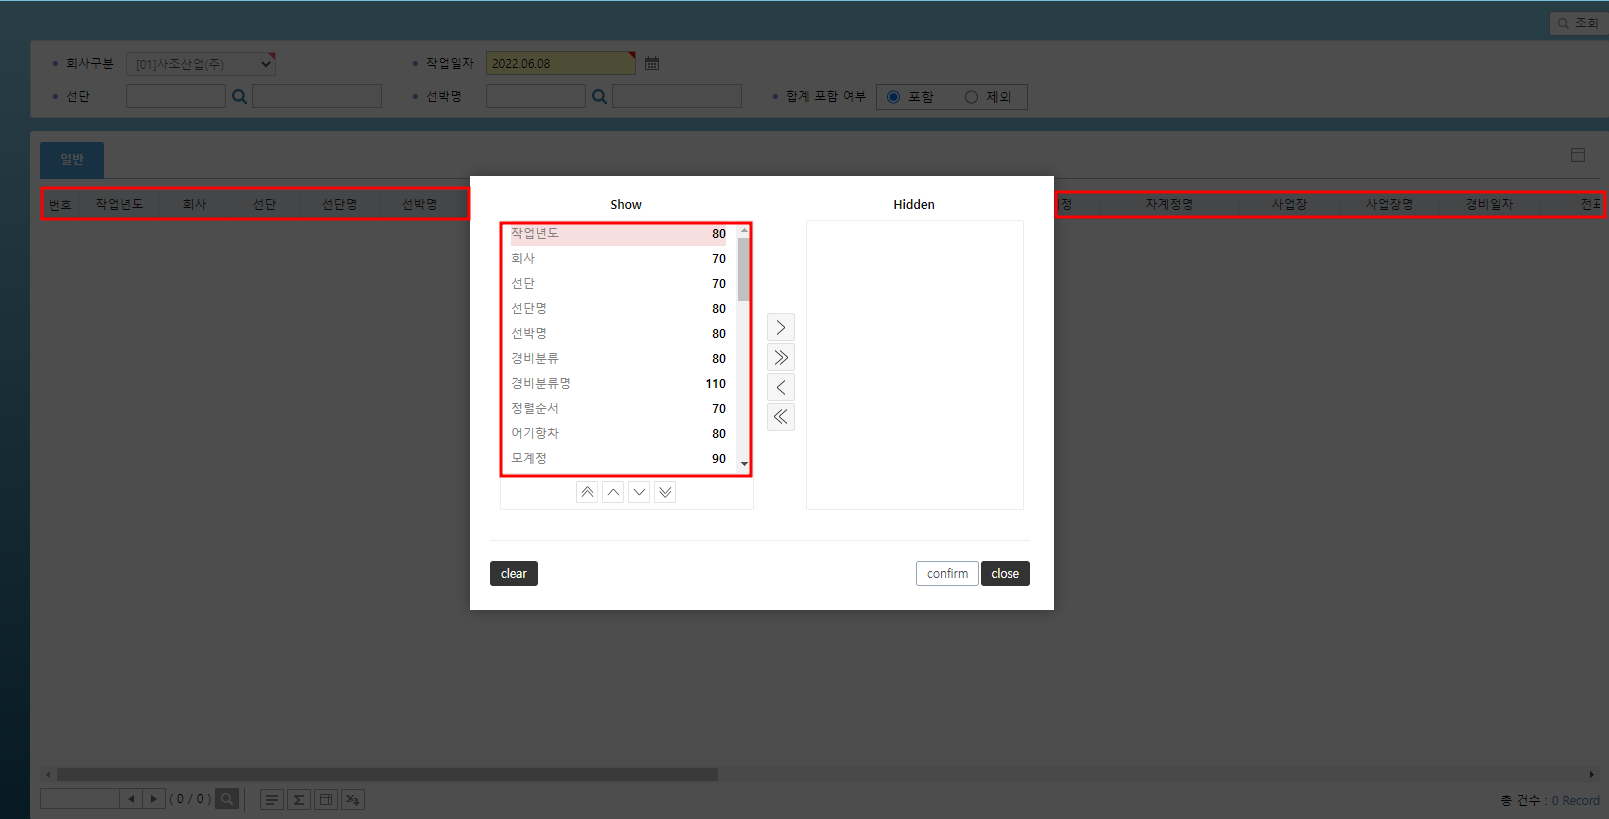 조회
회사구분 [01]사조산업(주) 작업일자 2022.06.08
선단 선박명 합계 포함 여부 포함 제외
일반
번호 작업년도 회사 선단 선단명 선박명 자계정명 사업장 사업장명 경비일자
Show Hidden
작업년도 80
회사 70
선단 70
선단명 80
선박명 80
경비분류 80
경비분류명 110
정렬순서 70
어기항차 80
모계정 90
clear confirm close
( 0 / 0 )
총 건수 : 0 Record